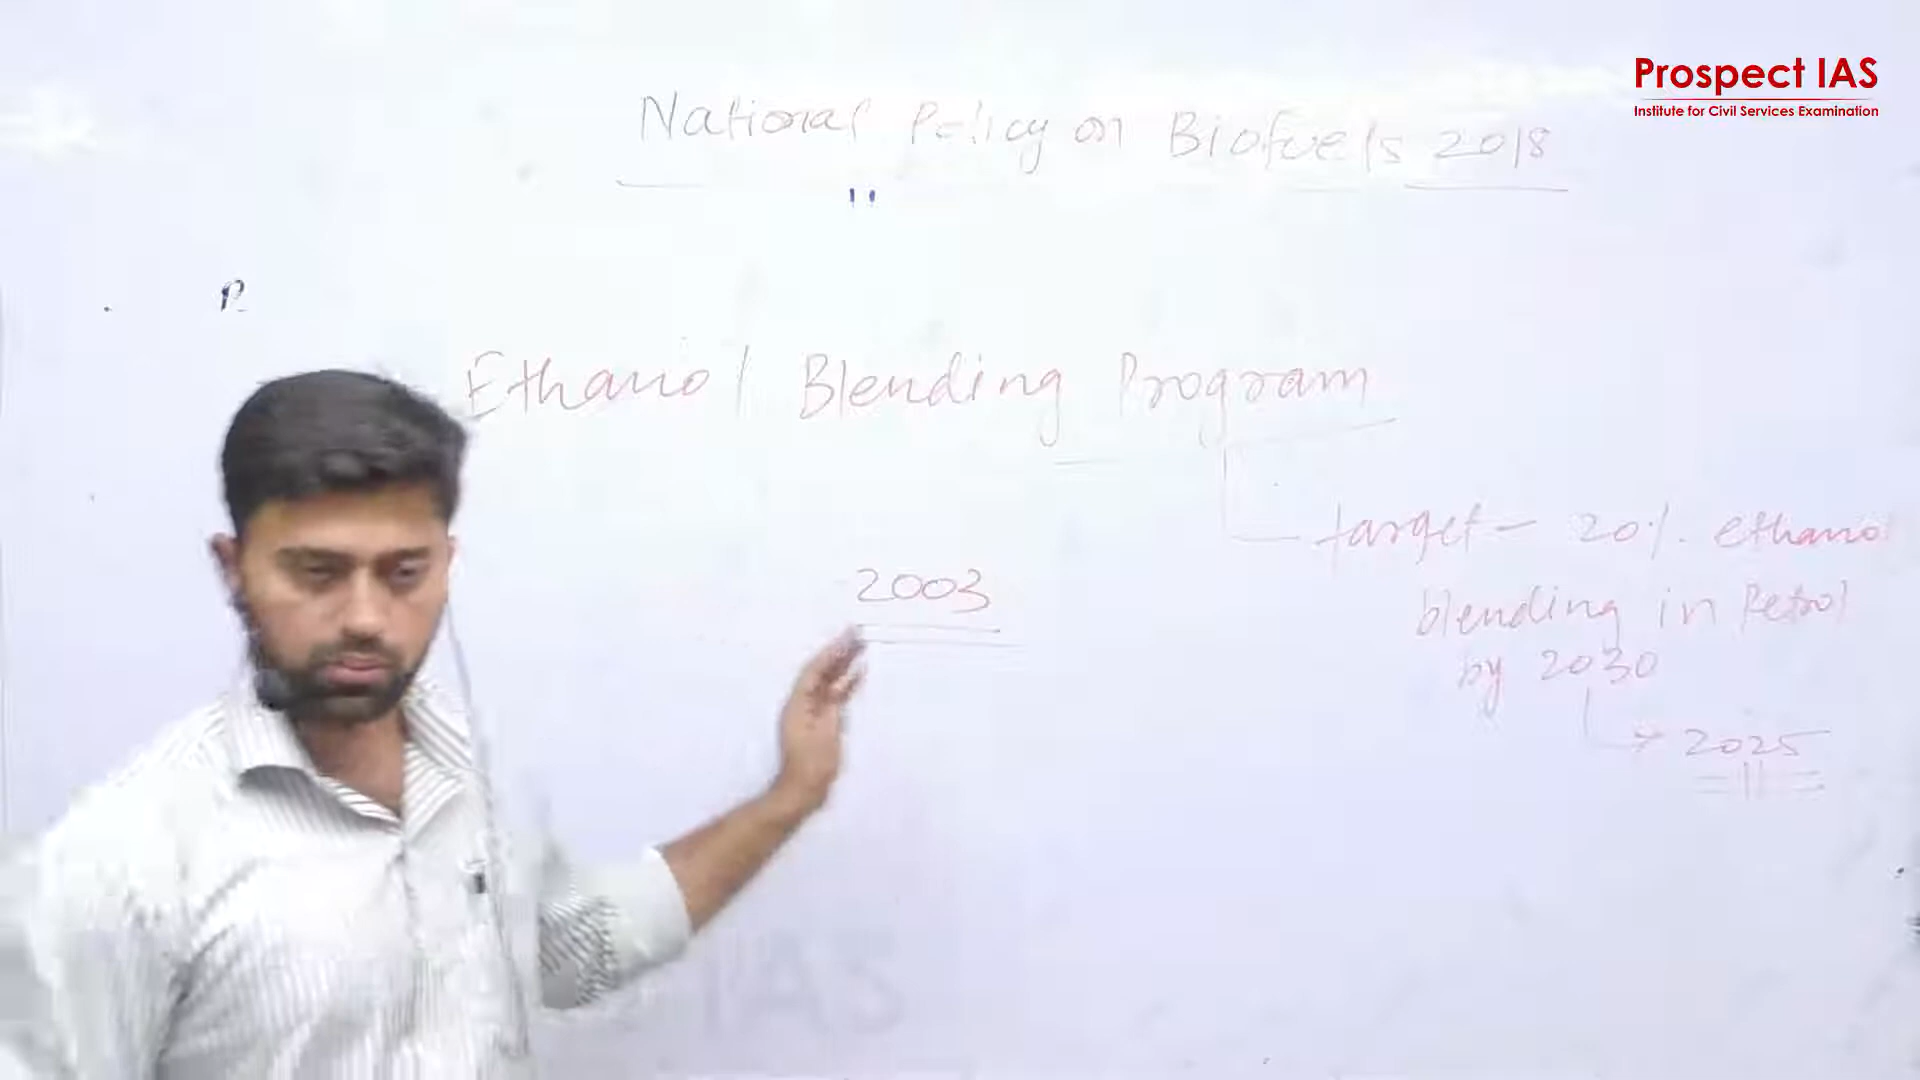 Prospect IAS
Institute for Civil Services Examination
National Policy on Biofuels 2018
Ethanol Blending Program
target - 20% ethanol
blending in Petrol
by 2030
→ 2025
2003
IAS